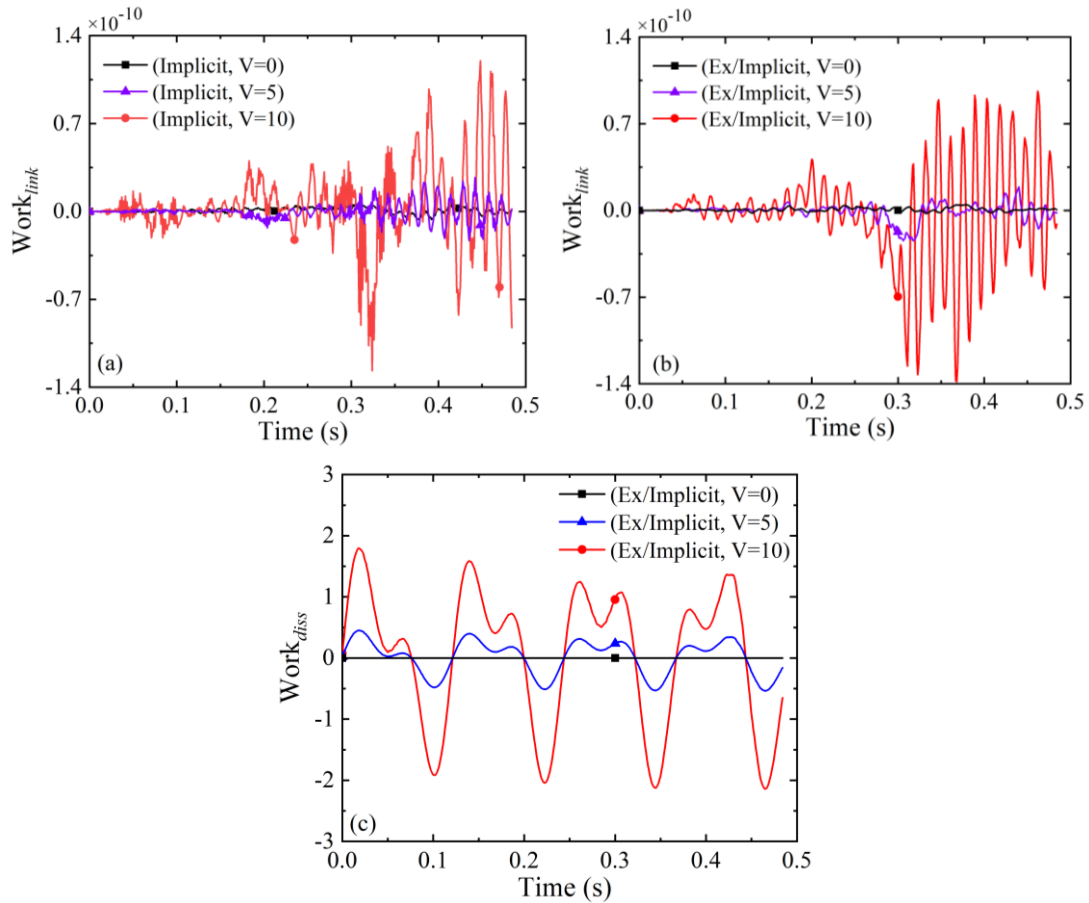 ×10⁻¹⁰
1.4
0.7
0.0
-0.7
-1.4
Work_link
(Implicit, V=0)
(Implicit, V=5)
(Implicit, V=10)
(a)
0.0 0.1 0.2 0.3 0.4 0.5
Time (s)
×10⁻¹⁰
1.4
0.7
0.0
-0.7
-1.4
Work_link
(Ex/Implicit, V=0)
(Ex/Implicit, V=5)
(Ex/Implicit, V=10)
(b)
0.0 0.1 0.2 0.3 0.4 0.5
Time (s)
3
2
1
0
-1
-2
-3
Work_diss
(Ex/Implicit, V=0)
(Ex/Implicit, V=5)
(Ex/Implicit, V=10)
(c)
0.0 0.1 0.2 0.3 0.4 0.5
Time (s)